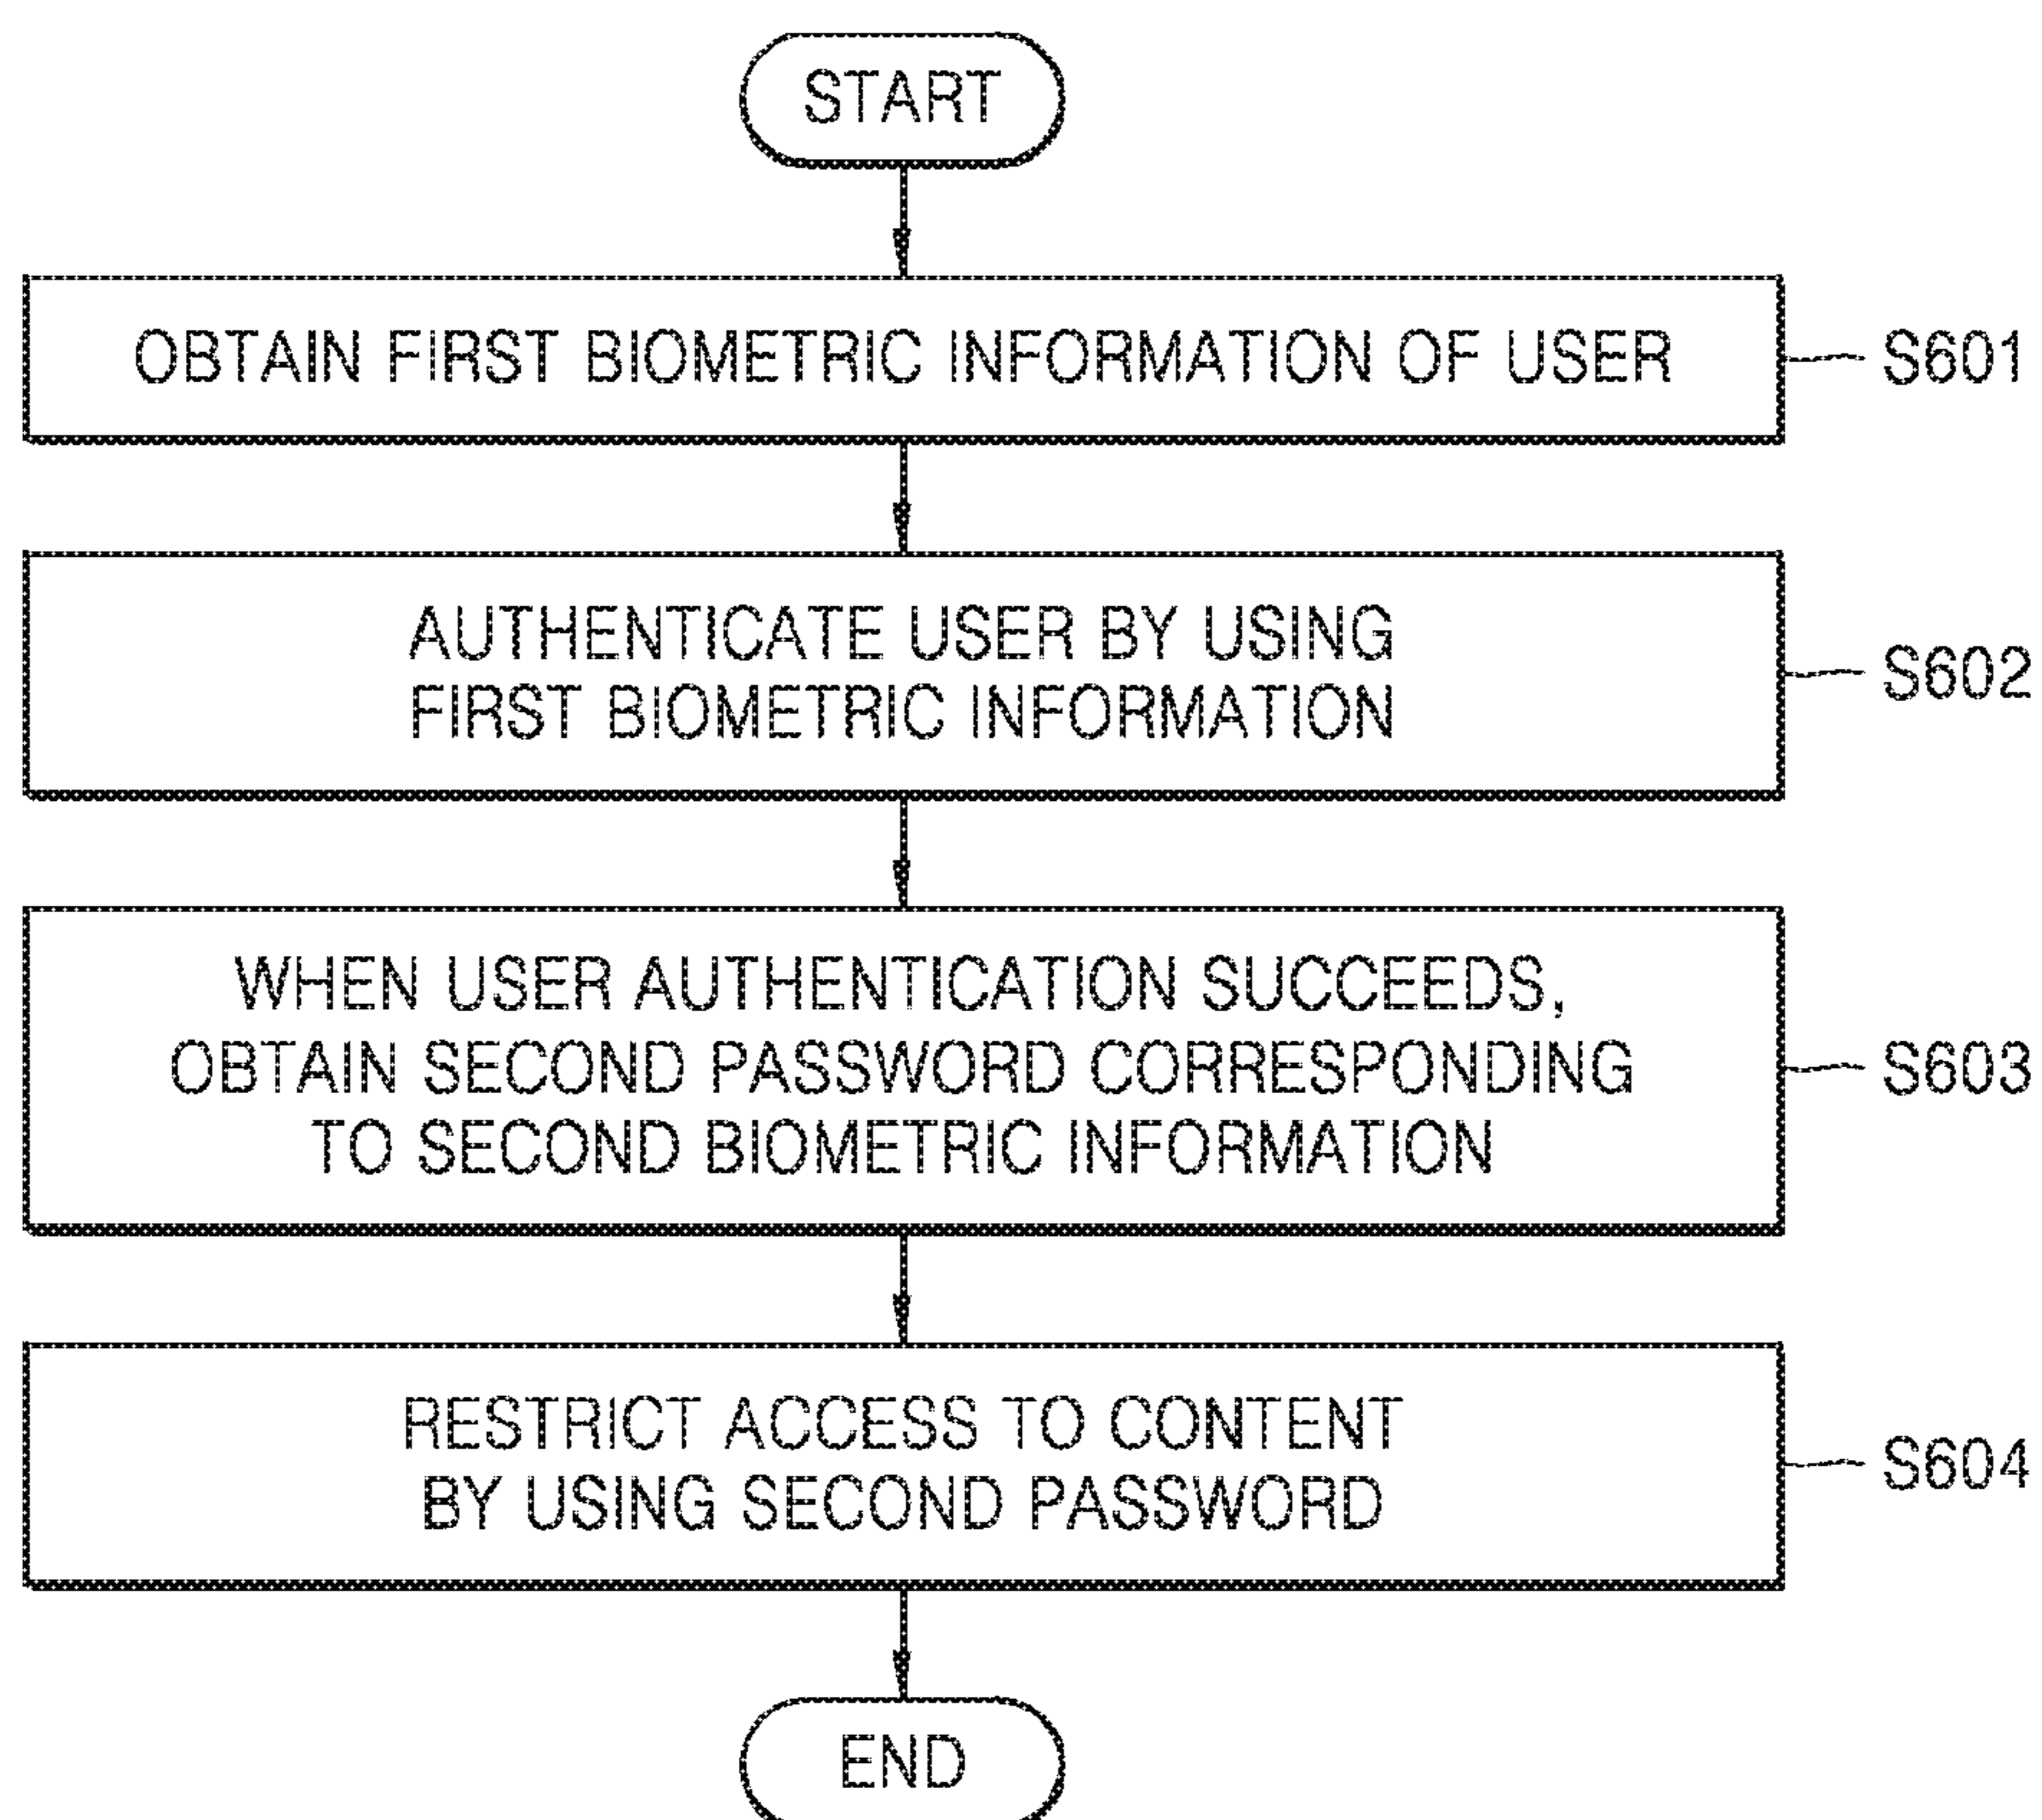 START
OBTAIN FIRST BIOMETRIC INFORMATION OF USER
S601
AUTHENTICATE USER BY USING
FIRST BIOMETRIC INFORMATION
S602
WHEN USER AUTHENTICATION SUCCEEDS,
OBTAIN SECOND PASSWORD CORRESPONDING
TO SECOND BIOMETRIC INFORMATION
S603
RESTRICT ACCESS TO CONTENT
BY USING SECOND PASSWORD
S604
END